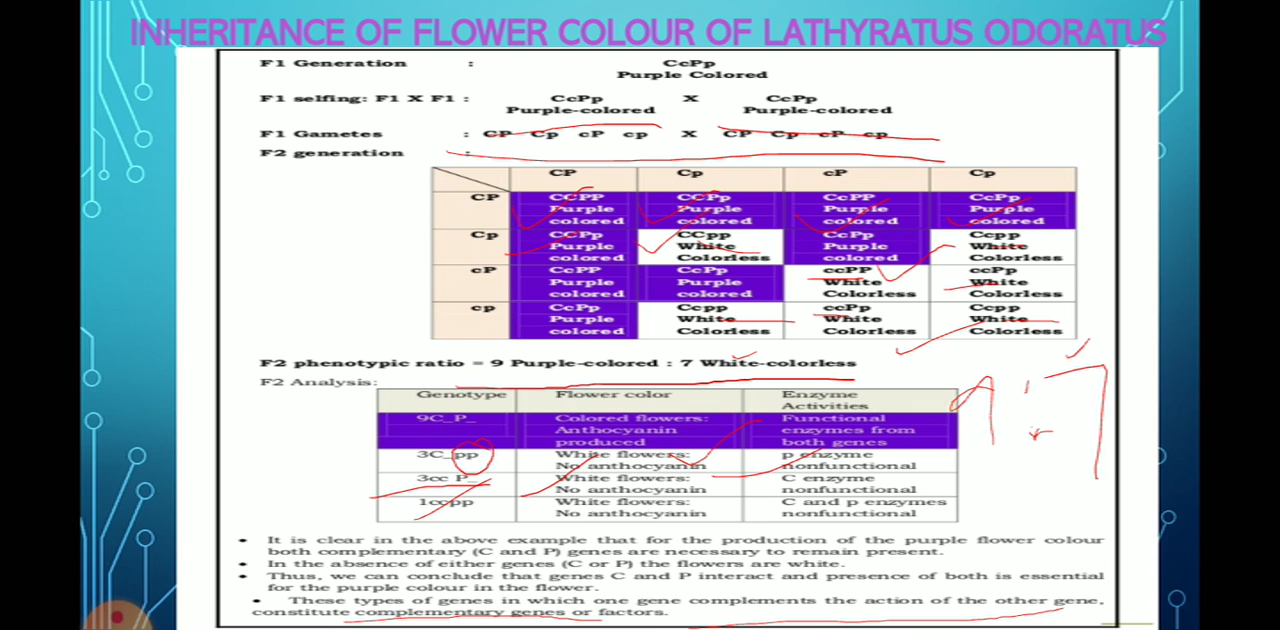 INHERITANCE OF FLOWER COLOUR OF LATHYRATUS ODORATUS
F1 Generation : CcPp
Purple Colored
F1 selfing: F1 X F1 : CcPp X CcPp
Purple-colored Purple-colored
F1 Gametes : CP Cp cP cp X CP Cp cP cp
F2 generation :
CP Cp cP Cp
CP CCPP CCPp CcPP CcPp
Purple Purple Purple Purple
colored colored colored colored
Cp CCPp CCpp CcPp Ccpp
Purple White Purple White
colored Colorless colored Colorless
cP CcPP CcPp ccPP ccPp
Purple Purple White White
colored colored Colorless Colorless
cp CcPp Ccpp ccPp Ccpp
Purple White White White
colored Colorless Colorless Colorless
F2 phenotypic ratio = 9 Purple-colored : 7 White-colorless
F2 Analysis:
Genotype Flower color Enzyme
Activities
9C_P_ Colored flowers: Functional
Anthocyanin enzymes from
produced both genes
3C_pp White flowers: p enzyme
No anthocyanin nonfunctional
3cc P_ White flowers: C enzyme
No anthocyanin nonfunctional
1ccpp White flowers: C and p enzymes
No anthocyanin nonfunctional
9:7
• It is clear in the above example that for the production of the purple flower colour
both complementary (C and P) genes are necessary to remain present.
• In the absence of either genes (C or P) the flowers are white.
• Thus, we can conclude that genes C and P interact and presence of both is essential
for the purple colour in the flower.
• These types of genes in which one gene complements the action of the other gene,
constitute complementary genes or factors.